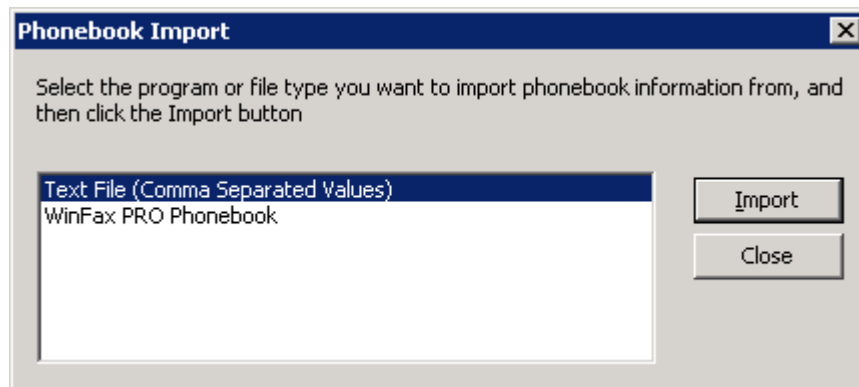 Phonebook Import
Select the program or file type you want to import phonebook information from, and
then click the Import button
Text File (Comma Separated Values)
WinFax PRO Phonebook
Import
Close